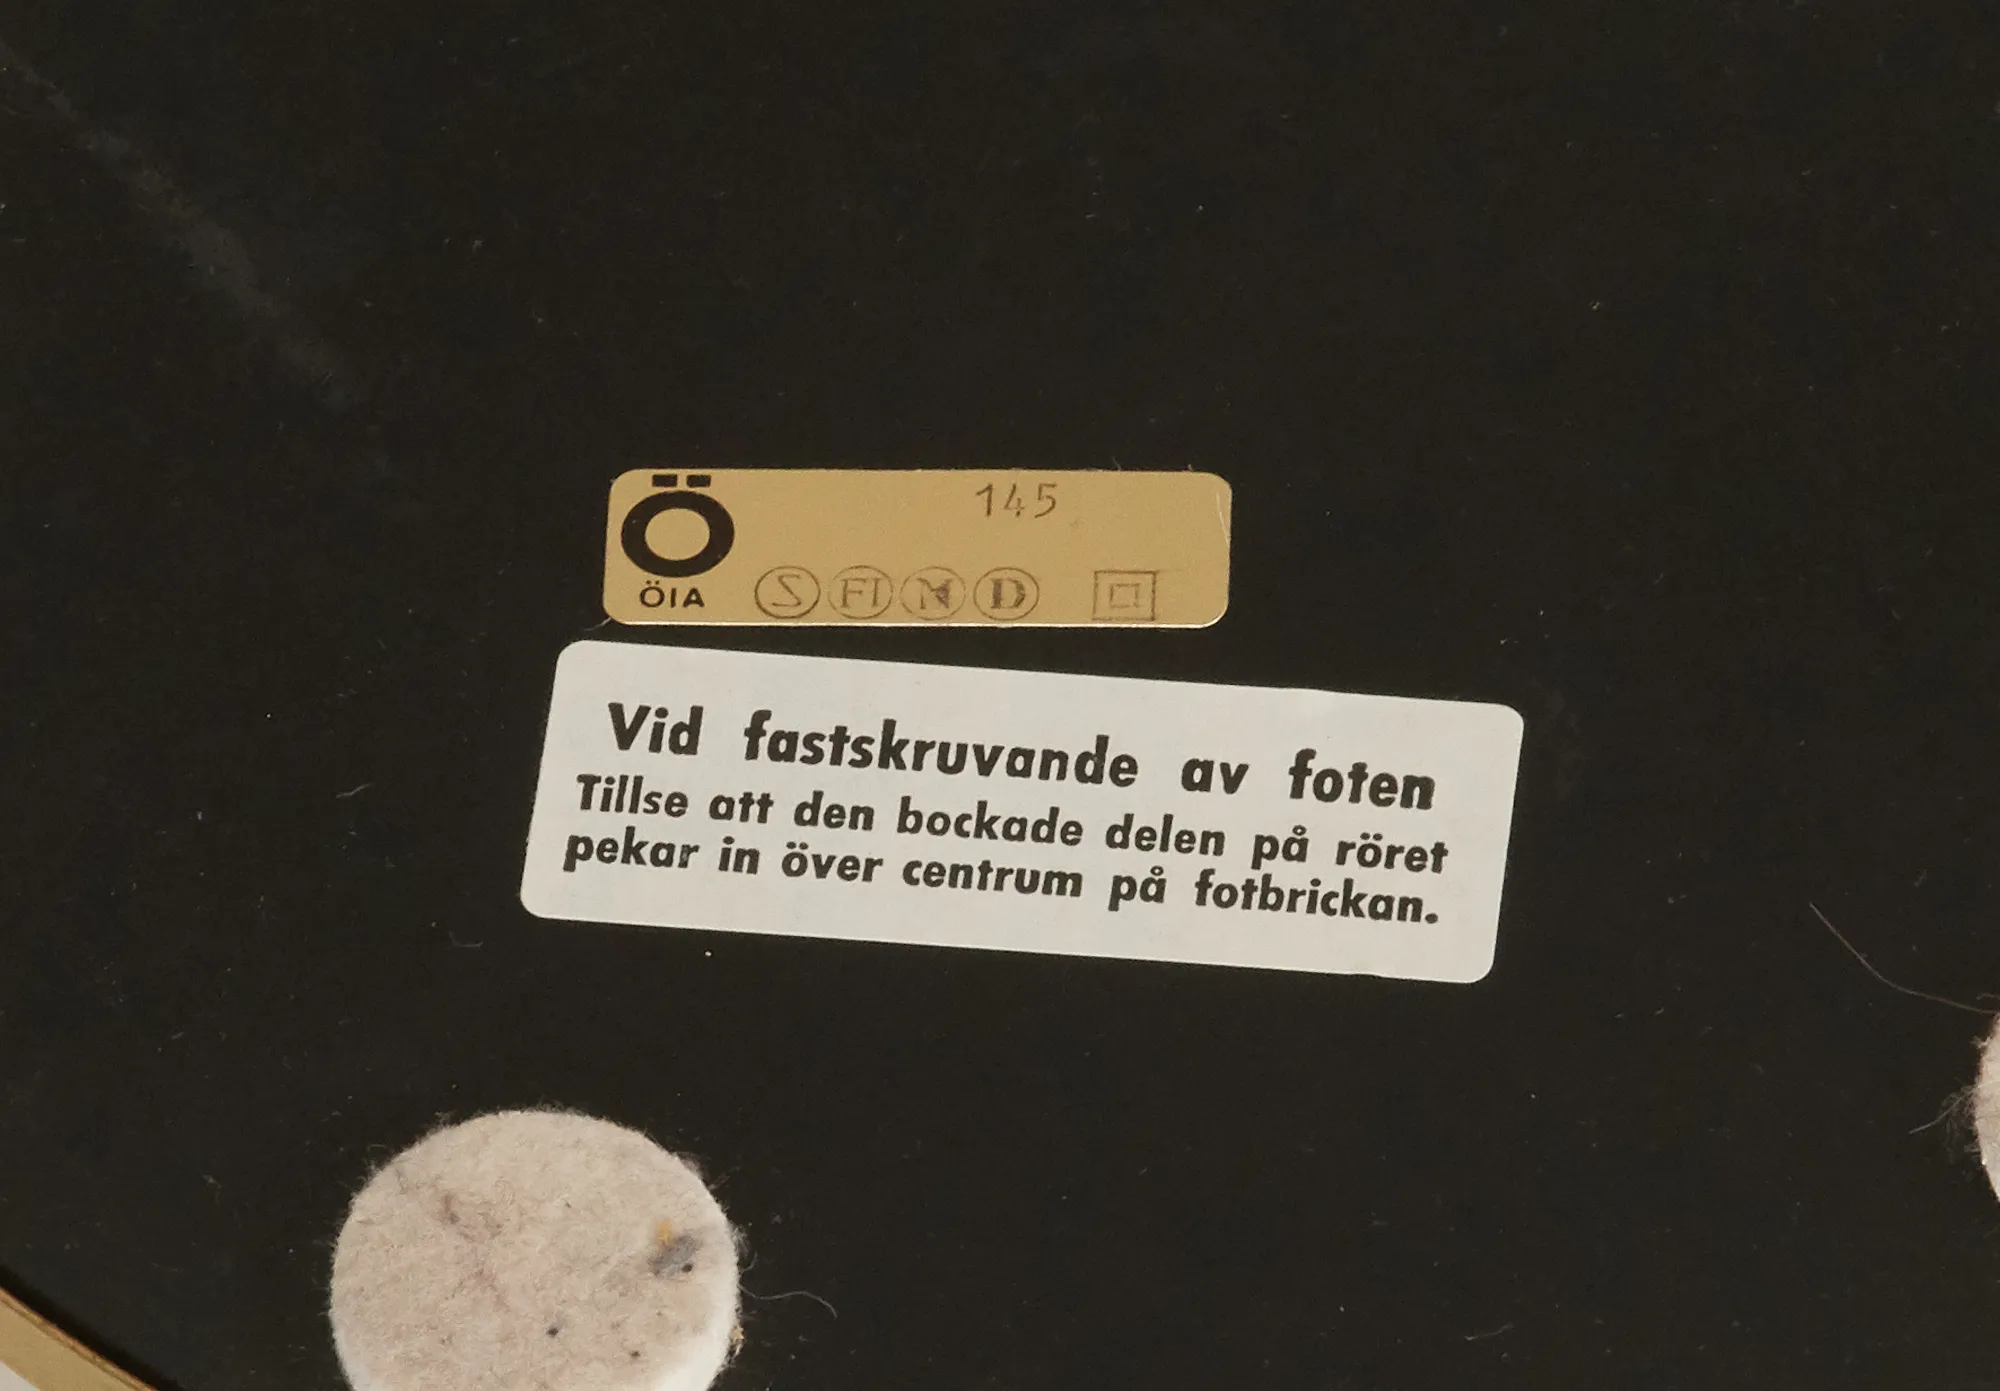 Ö 145
ÖIA S FI N D
Vid fastskruvande av foten
Tillse att den bockade delen på röret
pekar in över centrum på fotbrickan.